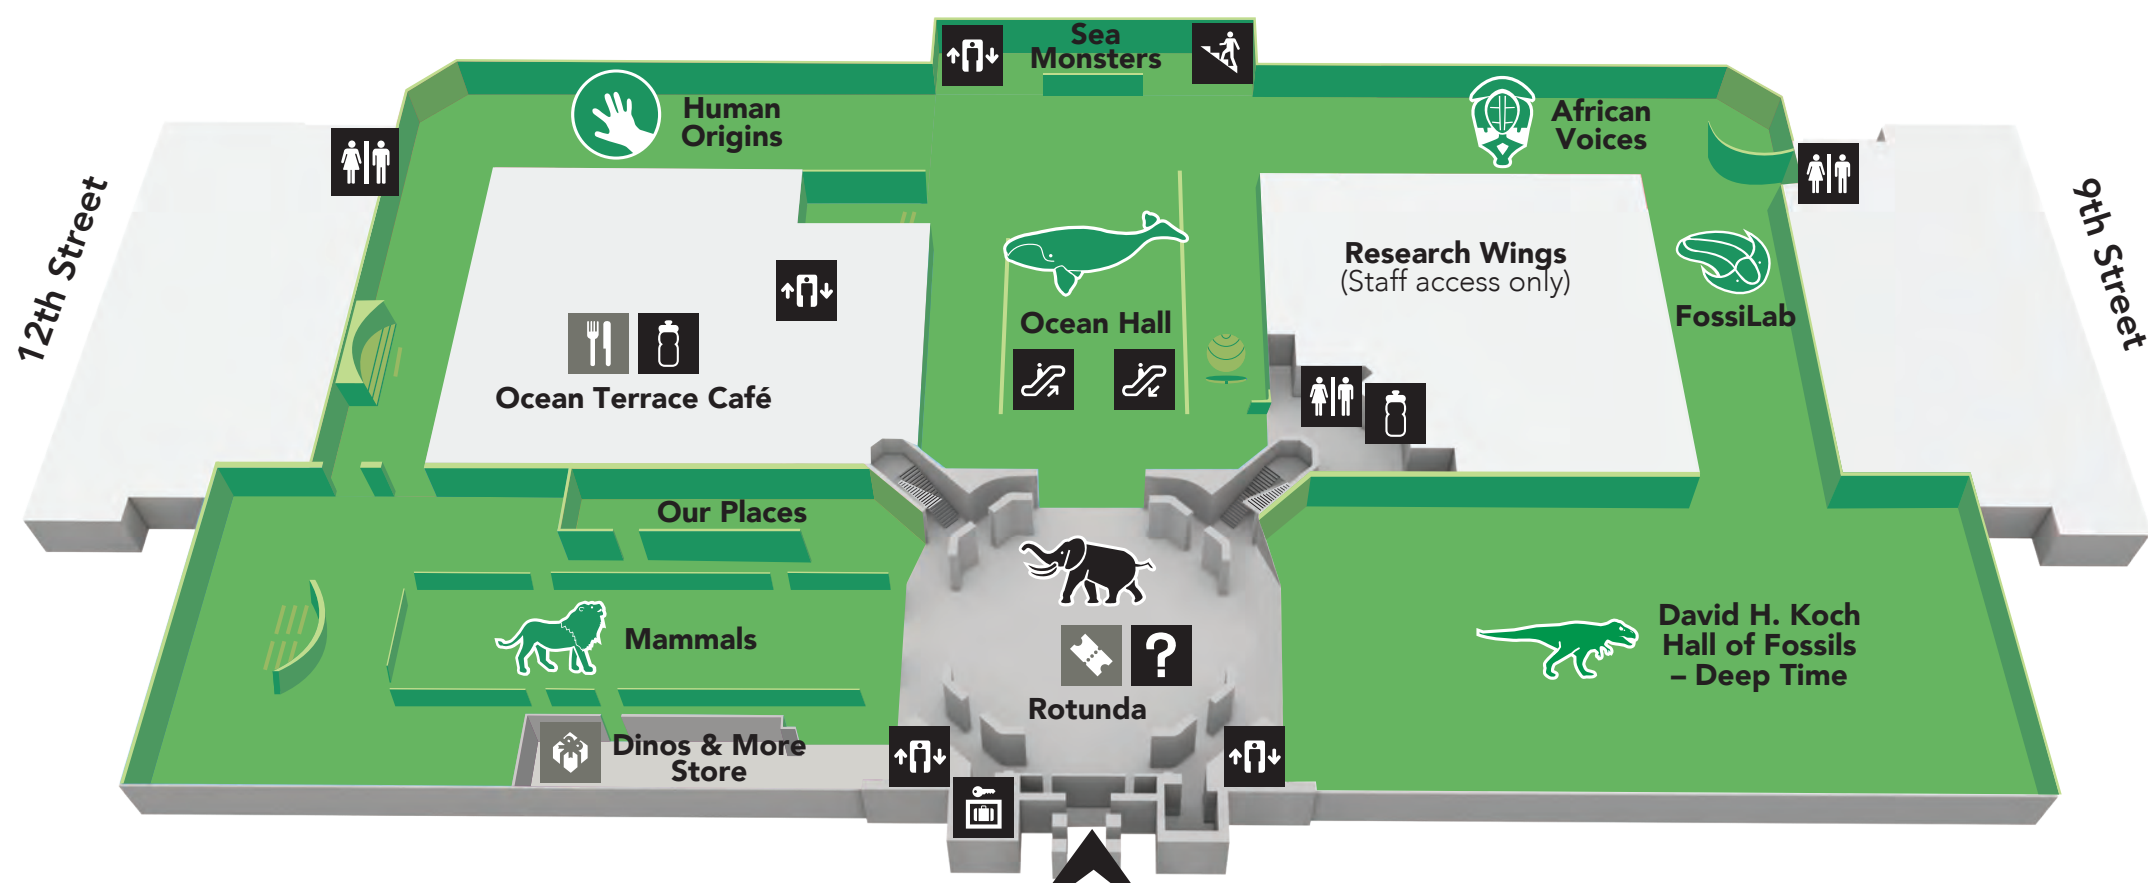 Sea
Monsters
Human
Origins
African
Voices
12th Street
9th Street
Research Wings
(Staff access only)
Ocean Hall
FossiLab
Ocean Terrace Café
Our Places
Mammals
David H. Koch
Hall of Fossils
– Deep Time
?
Rotunda
Dinos & More
Store